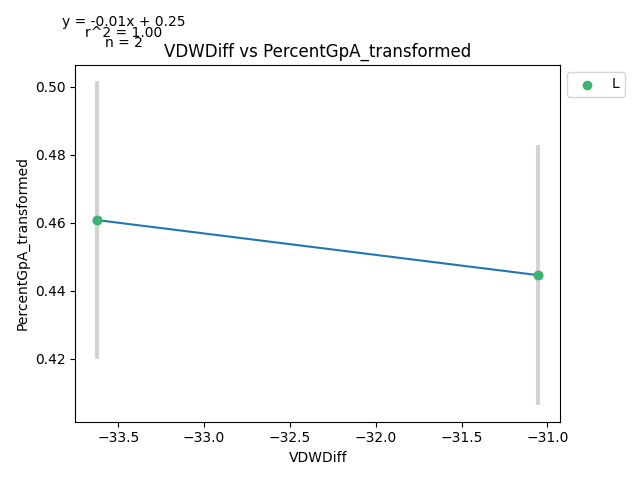 y = -0.01x + 0.25
r^2 = 1.00
n = 2
VDWDiff vs PercentGpA_transformed
L
PercentGpA_transformed
0.50
0.48
0.46
0.44
0.42
−33.5 −33.0 −32.5 −32.0 −31.5 −31.0
VDWDiff